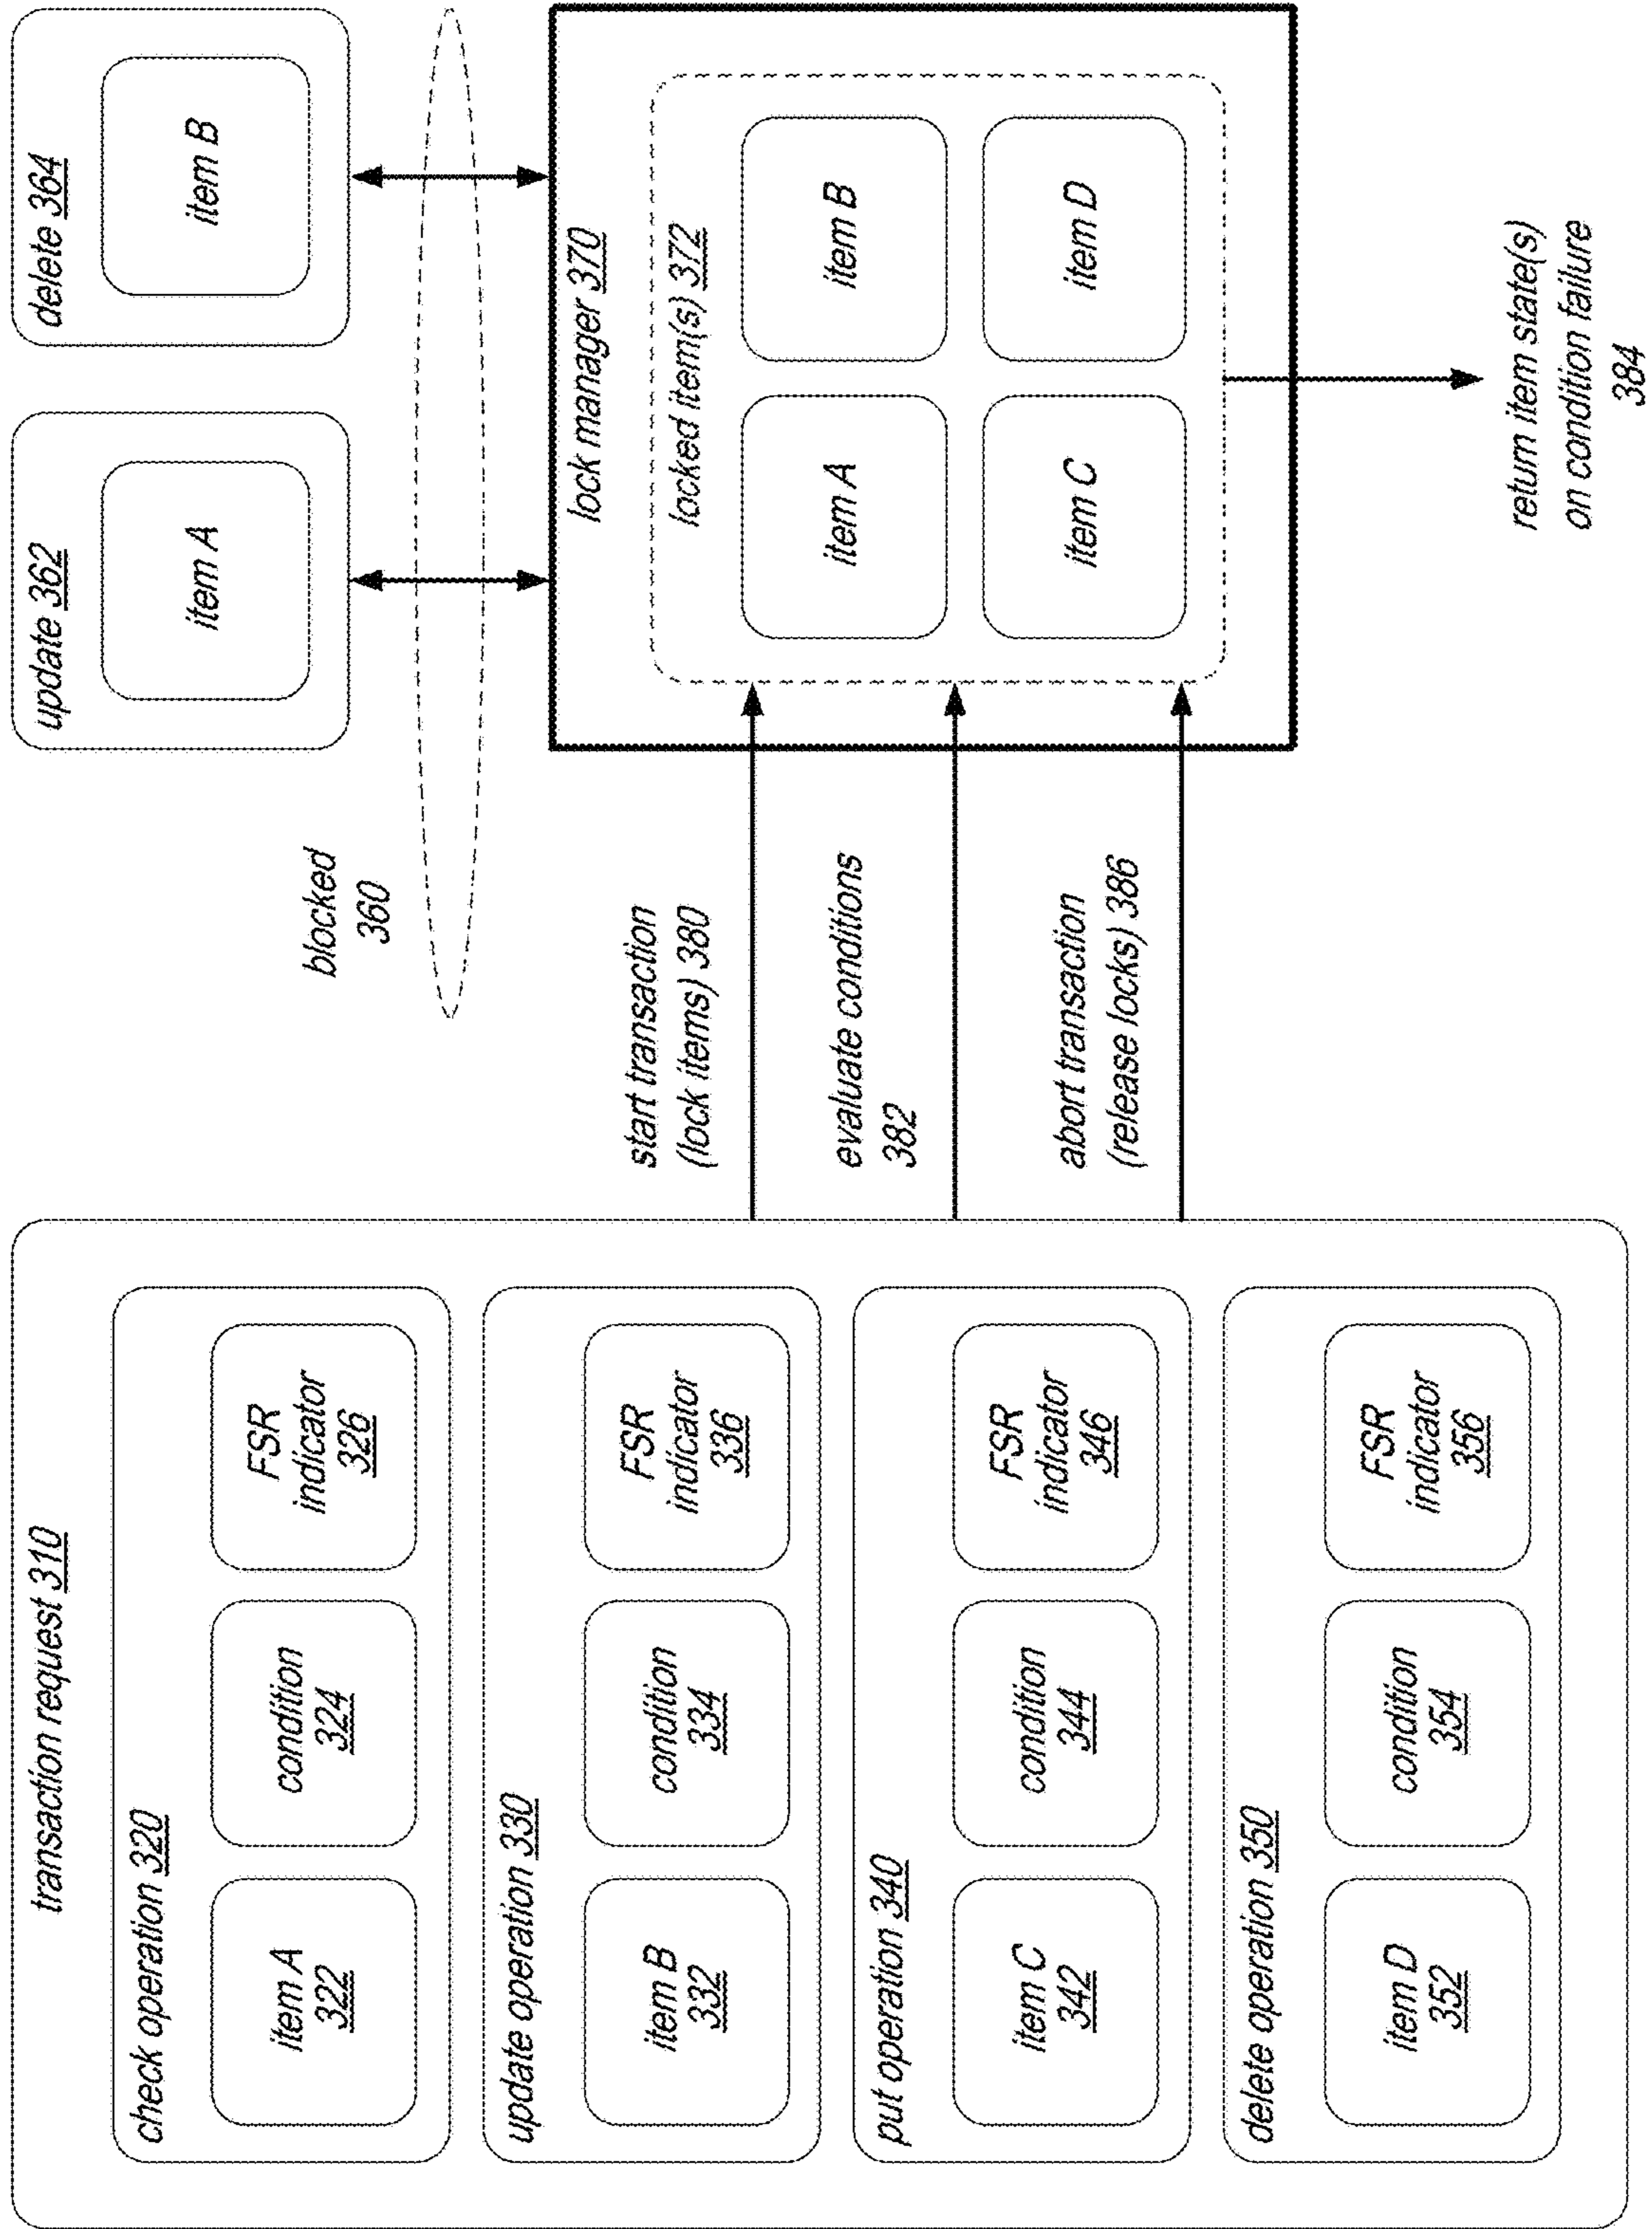 transaction request 310
check operation 320
item A
322
condition
324
FSR
indicator
326
update operation 330
item B
332
condition
334
FSR
indicator
336
put operation 340
item C
342
condition
344
FSR
indicator
346
delete operation 350
item D
352
condition
354
FSR
indicator
356
blocked
360
start transaction
(lock items) 380
evaluate conditions
382
abort transaction
(release locks) 386
update 362
item A
delete 364
item B
lock manager 370
locked item(s) 372
item A
item B
item C
item D
return item state(s)
on condition failure
384